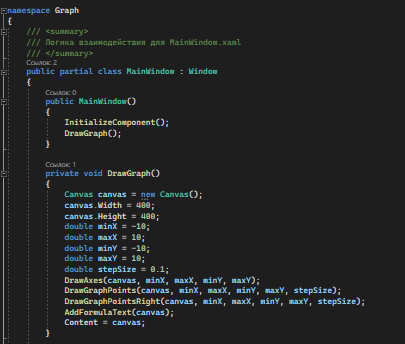 namespace Graph
{
/// <summary>
/// Логика взаимодействия для MainWindow.xaml
/// </summary>
Ссылок: 2
public partial class MainWindow : Window
{
Ссылок: 0
public MainWindow()
{
InitializeComponent();
DrawGraph();
}
Ссылок: 1
private void DrawGraph()
{
Canvas canvas = new Canvas();
canvas.Width = 400;
canvas.Height = 400;
double minX = -10;
double maxX = 10;
double minY = -10;
double maxY = 10;
double stepSize = 0.1;
DrawAxes(canvas, minX, maxX, minY, maxY);
DrawGraphPoints(canvas, minX, maxX, minY, maxY, stepSize);
DrawGraphPointsRight(canvas, minX, maxX, minY, maxY, stepSize);
AddFormulaText(canvas);
Content = canvas;
}